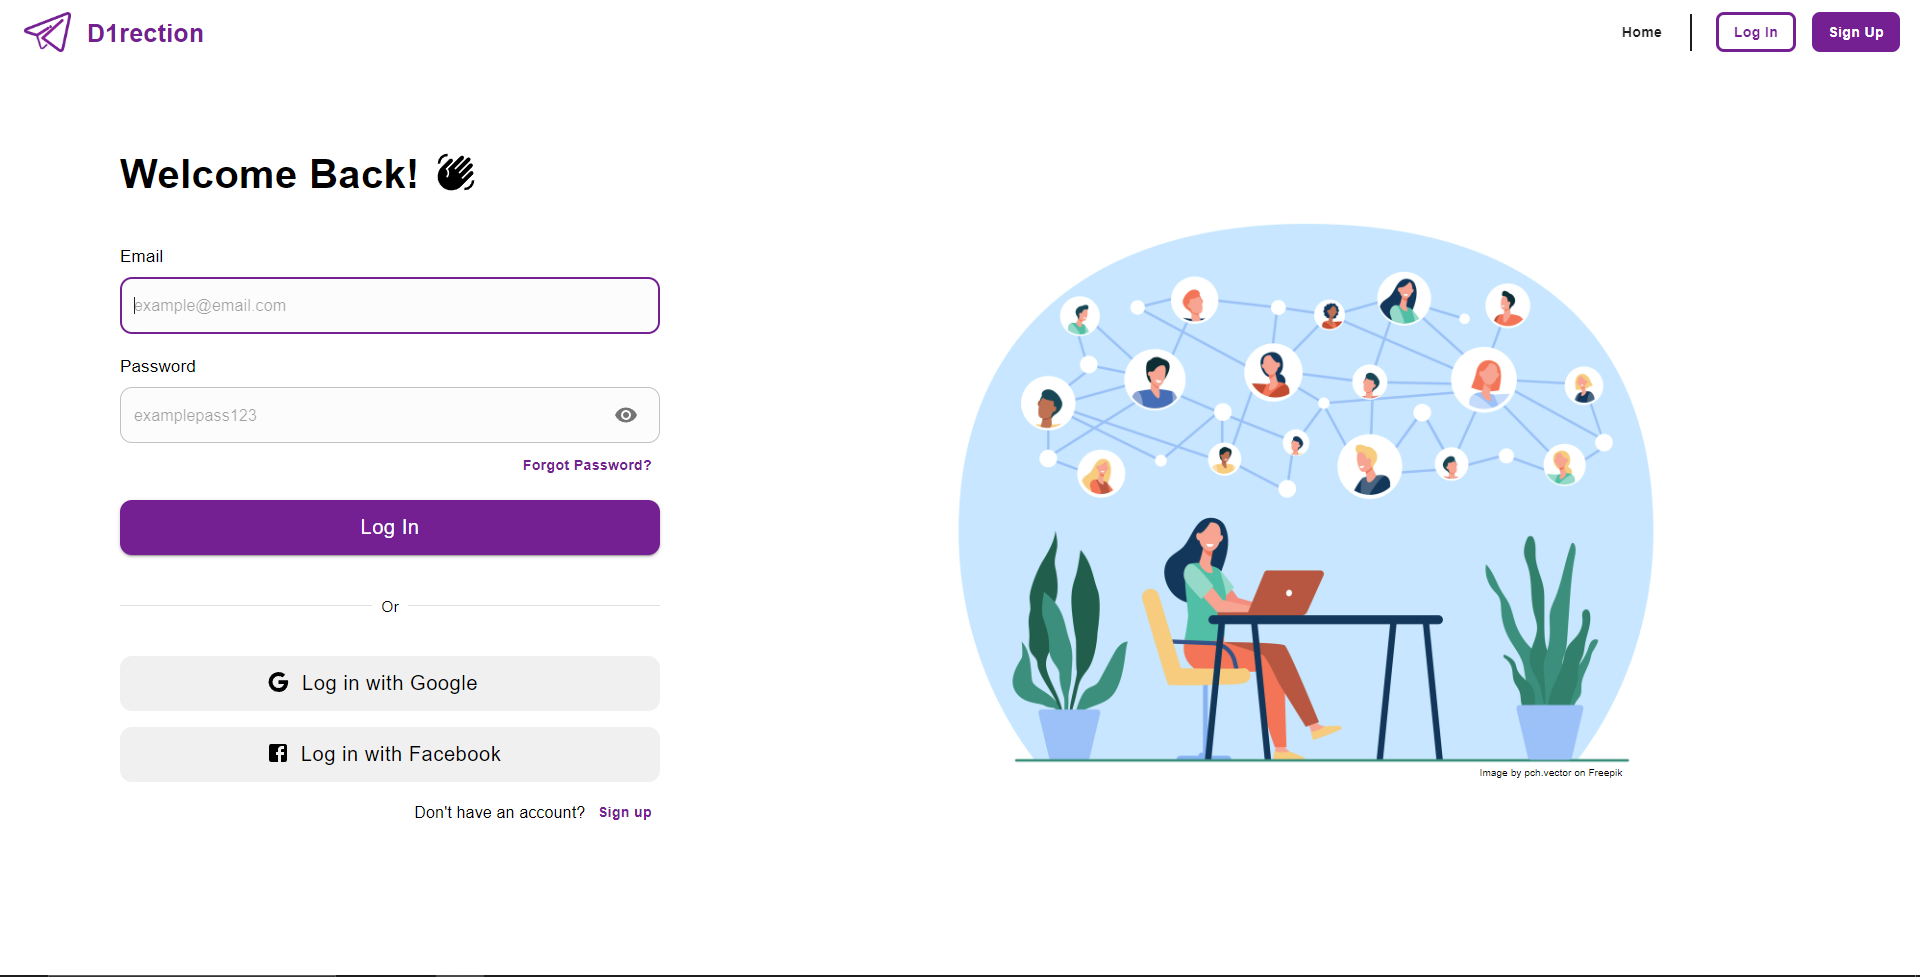 D1rection
Home
Log In
Sign Up
Welcome Back!
Email
example@email.com
Password
examplepass123
Forgot Password?
Log In
Or
Log in with Google
Log in with Facebook
Don't have an account? Sign up
Image by pch.vector on Freepik